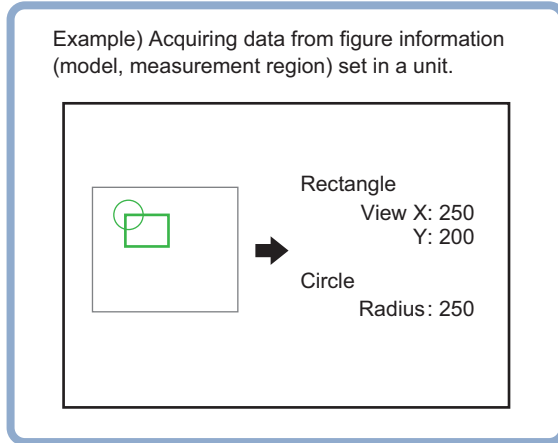 Example) Acquiring data from figure information
(model, measurement region) set in a unit.
Rectangle
View X: 250
Y: 200
Circle
Radius: 250